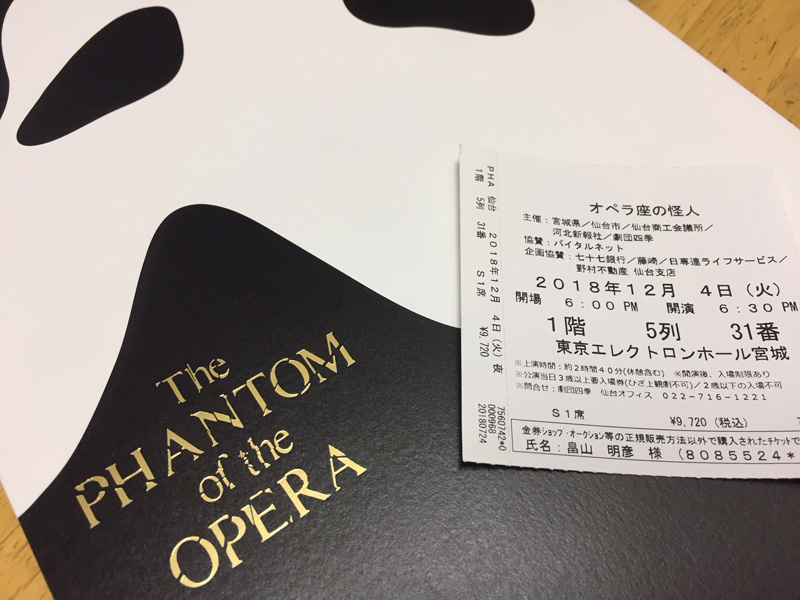 The
PHANTOM
of the
OPERA
PHA 仙台 2018年12月 4日(火) 夜
1階 5列 31番 S1席 ¥9,720
オペラ座の怪人
主催:宮城県/仙台市/仙台商工会議所/
河北新報社/劇団四季
協賛:バイタルネット
企画協賛:七十七銀行/藤崎/日専連ライフサービス/
野村不動産 仙台支店
2018年12月 4日(火)
開場 6:00 PM 開演 6:30 PM
1階 5列 31番
東京エレクトロンホール宮城
※上演時間:約2時間40分(休憩含む) ※開演後、入場制限あり
※公演当日3歳以上要入場券(ひざ上観劇不可)/2歳以下の入場不可
※問合せ:劇団四季 仙台オフィス 022-716-1221
S1席
¥9,720(税込)
7560742*0
000968
20180724
金券ショップ・オークション等の正規販売方法以外で購入されたチケットで
氏名:畠山 明彦 様 (8085524*